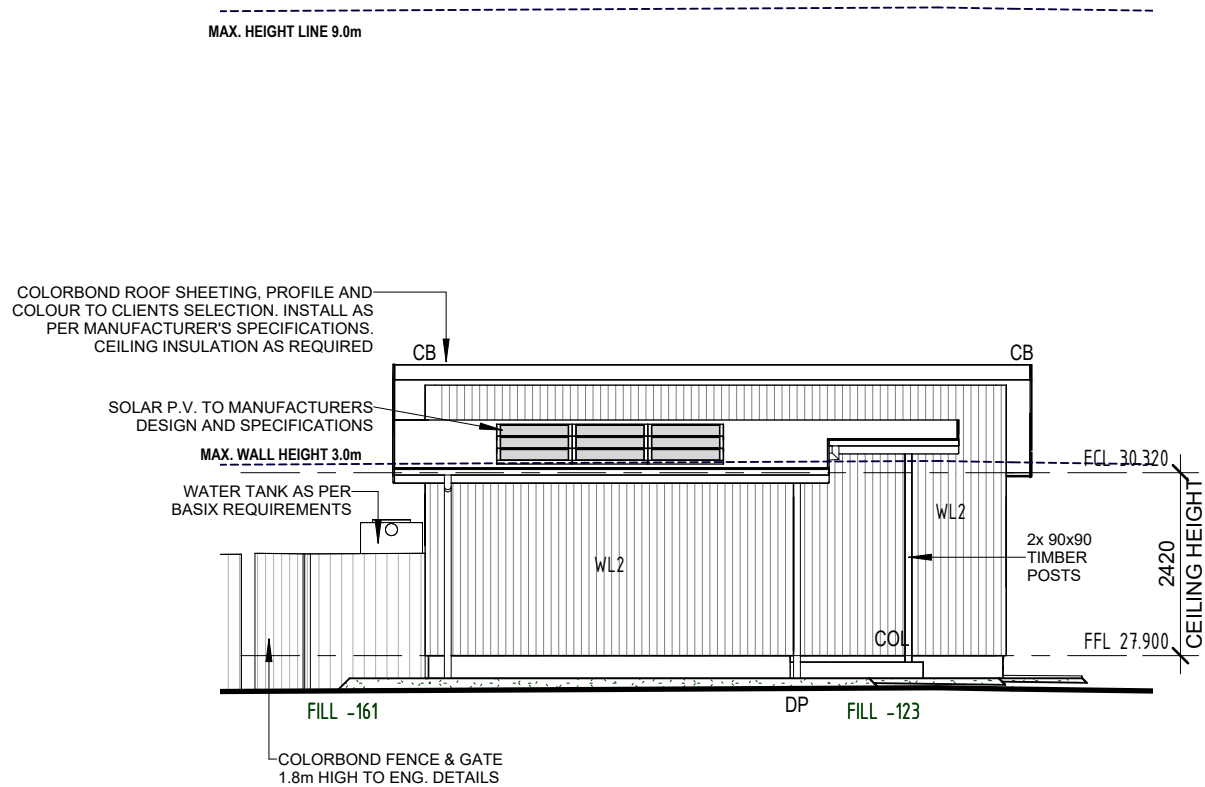 MAX. HEIGHT LINE 9.0m
COLORBOND ROOF SHEETING, PROFILE AND
COLOUR TO CLIENTS SELECTION. INSTALL AS
PER MANUFACTURER'S SPECIFICATIONS.
CEILING INSULATION AS REQUIRED
CB
CB
SOLAR P.V. TO MANUFACTURERS
DESIGN AND SPECIFICATIONS
MAX. WALL HEIGHT 3.0m
FCL 30.320
WATER TANK AS PER
BASIX REQUIREMENTS
WL2
WL2
2x 90x90
TIMBER
POSTS
2420
CEILING HEIGHT
COL
FFL 27.900
FILL -161
DP
FILL -123
COLORBOND FENCE & GATE
1.8m HIGH TO ENG. DETAILS